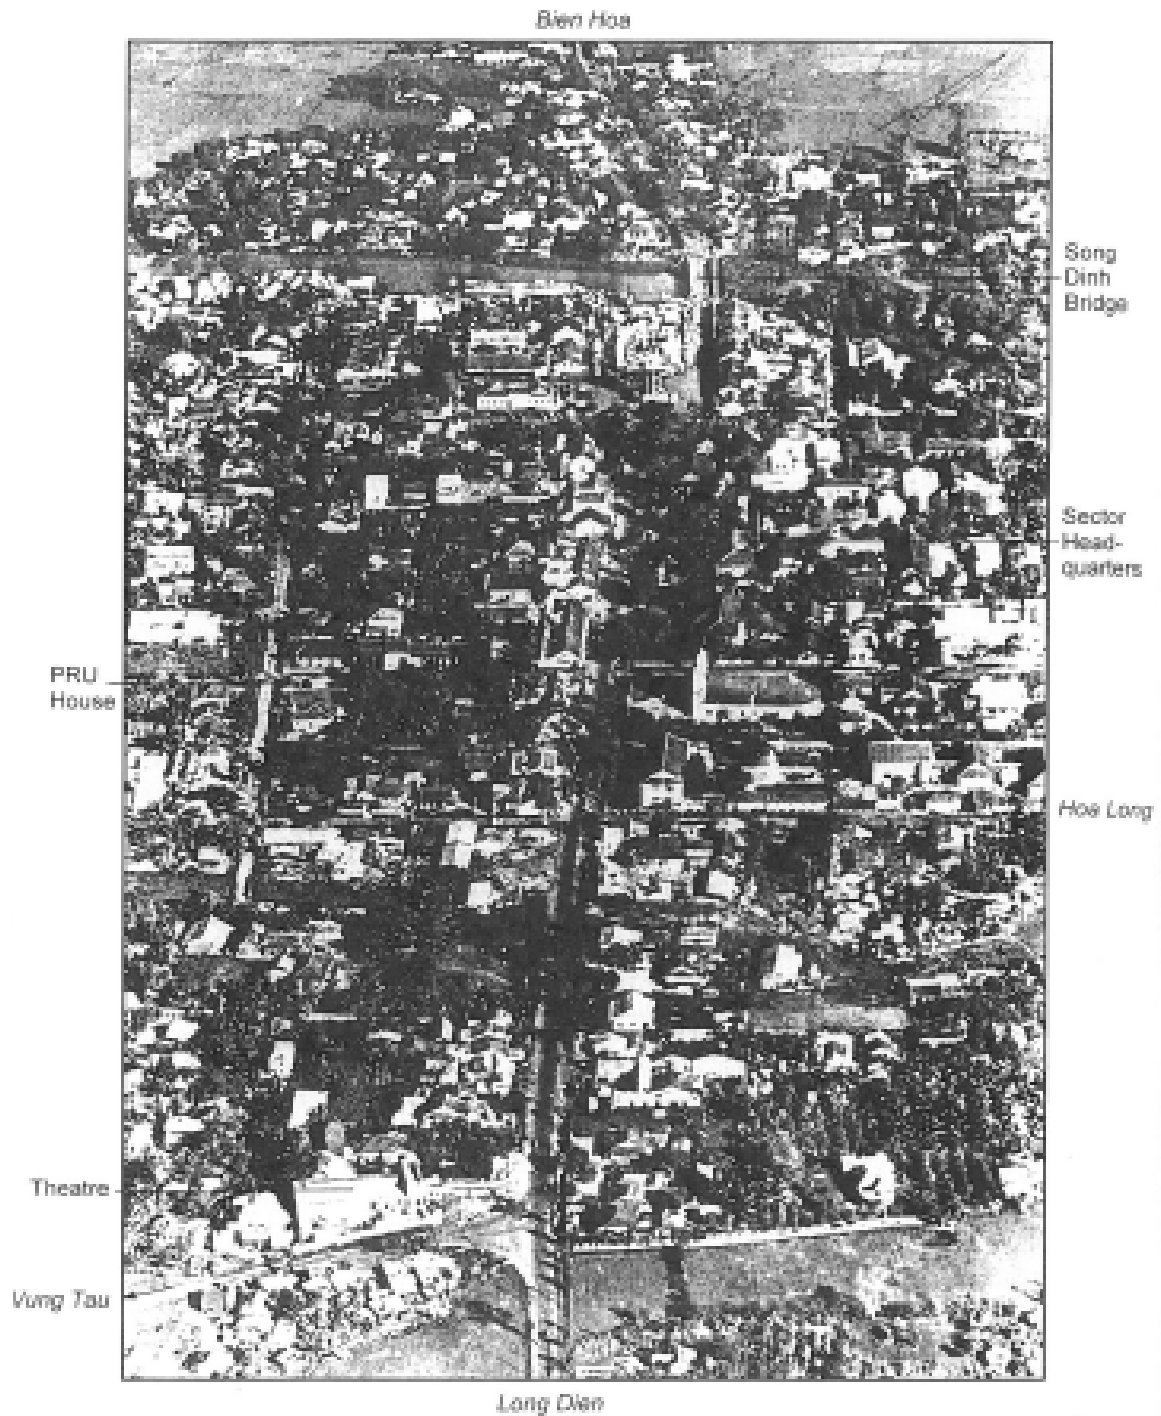 Bien Hoa
Song
Dinh
Bridge
Sector
Head-
quarters
PRU
House
Hoa Long
Theatre
Vung Tau
Long Dien